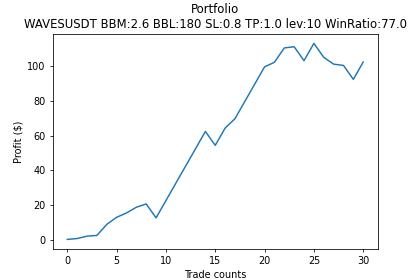 Portfolio
WAVESUSDT BBM:2.6 BBL:180 SL:0.8 TP:1.0 lev:10 WinRatio:77.0
100
80
60
40
20
0
Profit ($)
0 5 10 15 20 25 30
Trade counts